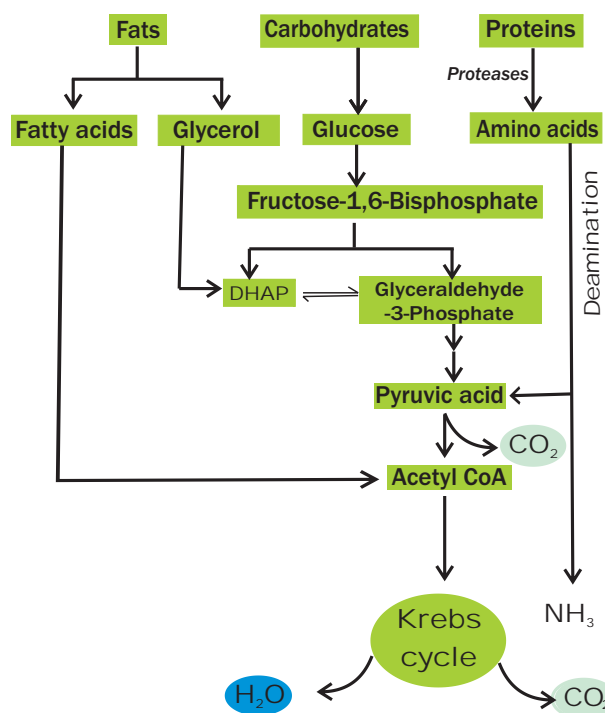 Fats
Carbohydrates
Proteins
Proteases
Fatty acids
Glycerol
Glucose
Amino acids
Fructose-1,6-Bisphosphate
Deamination
DHAP
Glyceraldehyde
-3-Phosphate
Pyruvic acid
CO₂
Acetyl CoA
Krebs
cycle
NH₃
H₂O
CO₂